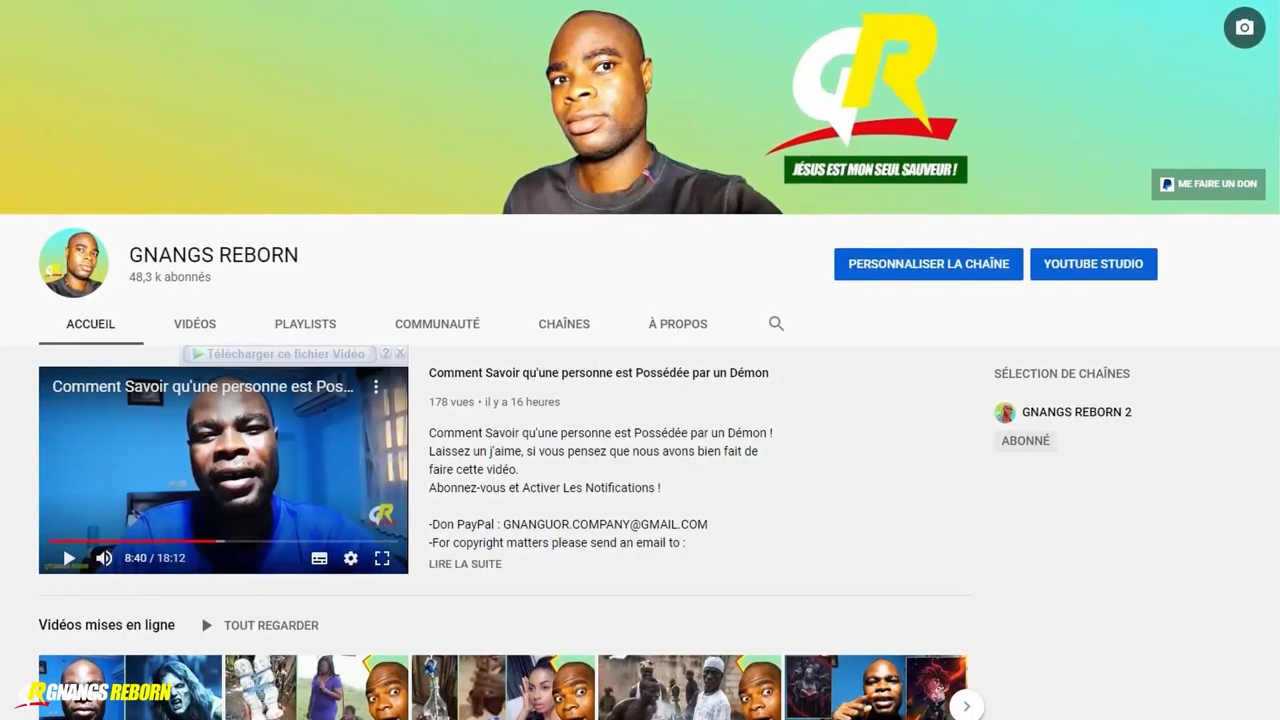 GR
JÉSUS EST MON SEUL SAUVEUR !
ME FAIRE UN DON
GNANGS REBORN
48,3 k abonnés
PERSONNALISER LA CHAÎNE
YOUTUBE STUDIO
ACCUEIL
VIDÉOS
PLAYLISTS
COMMUNAUTÉ
CHAÎNES
À PROPOS
Télécharger ce fichier Vidéo ? X
Comment Savoir qu'une personne est Pos...
GR
8:40 / 18:12
Comment Savoir qu'une personne est Possédée par un Démon
178 vues • il y a 16 heures
Comment Savoir qu'une personne est Possédée par un Démon !
Laissez un j'aime, si vous pensez que nous avons bien fait de
faire cette vidéo.
Abonnez-vous et Activer Les Notifications !
-Don PayPal : GNANGUOR.COMPANY@GMAIL.COM
-For copyright matters please send an email to :
LIRE LA SUITE
SÉLECTION DE CHAÎNES
GNANGS REBORN 2
ABONNÉ
Vidéos mises en ligne
TOUT REGARDER
GR GNANGS REBORN